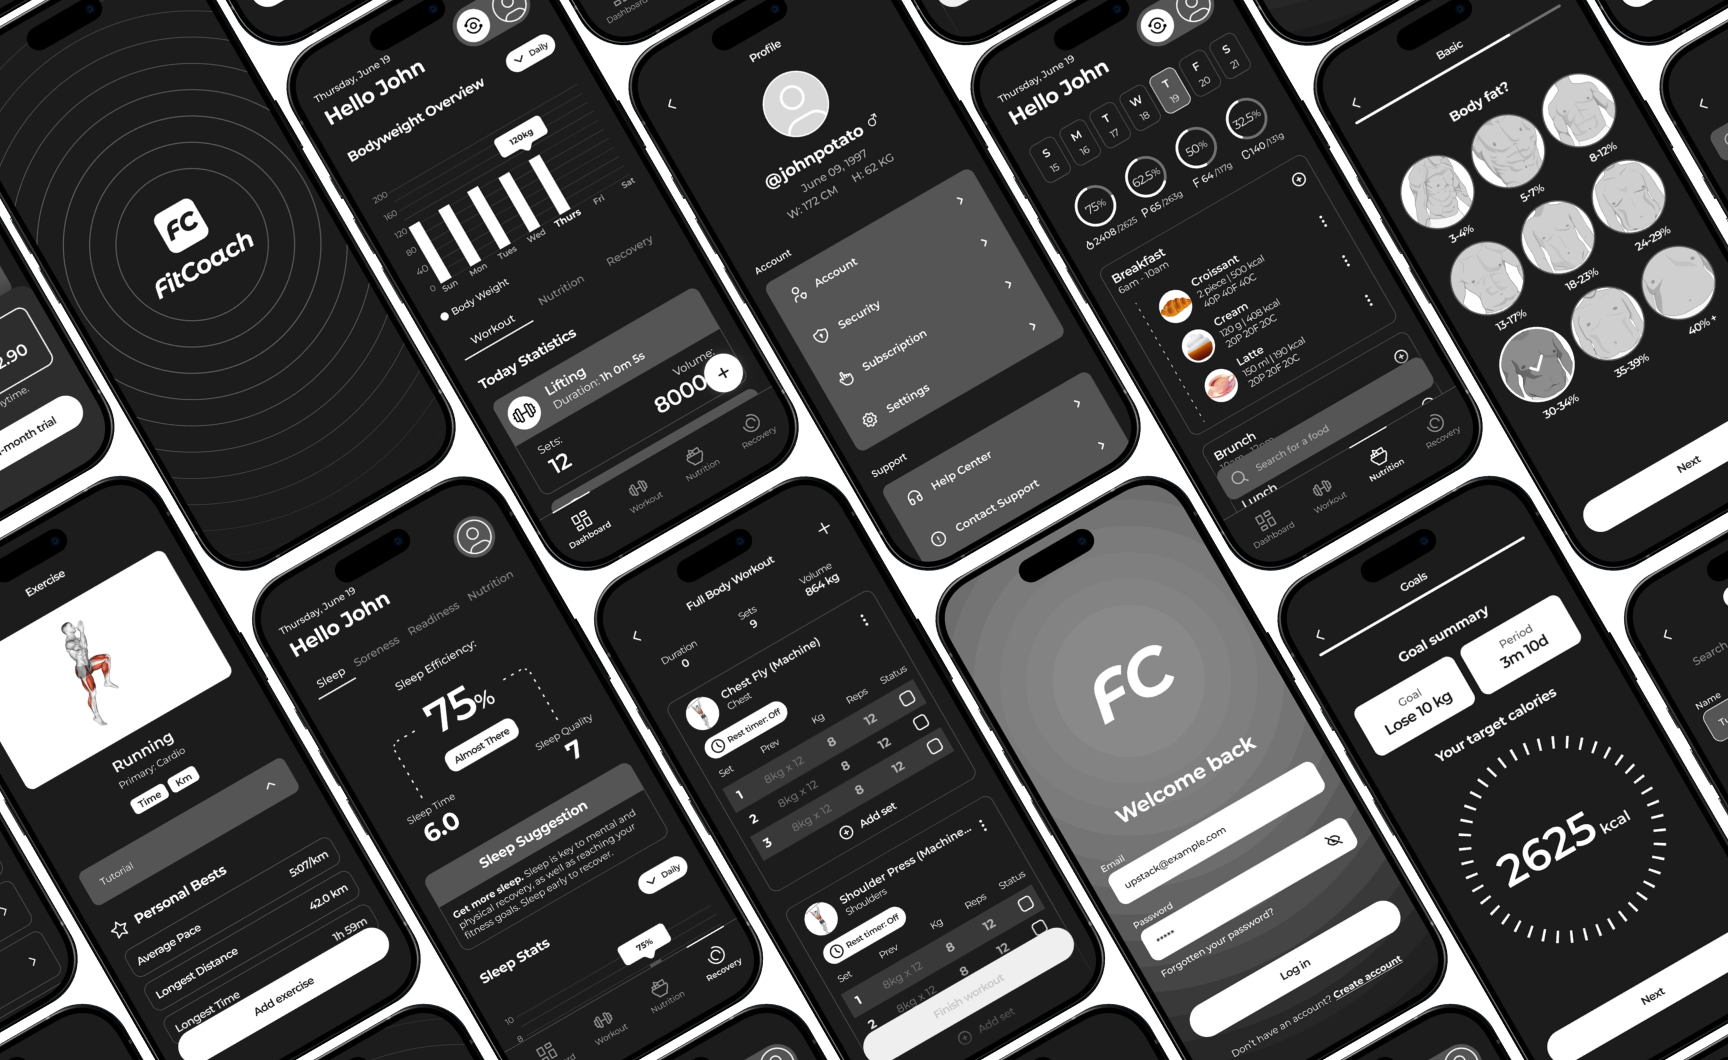 2.90
nytime.
-month trial
FC
FitCoach
Thursday, June 19
Hello John
Daily
Bodyweight Overview
120kg
200
160
120
80
40
0
Sun
Mon
Tues
Wed
Thurs
Fri
Sat
Body Weight
Workout
Nutrition
Recovery
Today Statistics
Lifting
Duration: 1h 0m 5s
Volume:
8000
Sets:
12
Dashboard
Workout
Nutrition
Recovery
Dashboard
Profile
@johnpotato
June 09, 1997
W: 172 CM H: 62 KG
Account
Account
Security
Subscription
Settings
Support
Help Center
Contact Support
Thursday, June 19
Hello John
S 15
M 16
T 17
W 18
T 19
F 20
S 21
75%
62.5%
50%
32.5%
2408/2625
P 65/263g
F 64/117g
C 140/131g
Breakfast
6am - 10am
Croissant
2 piece | 500 kcal
40P 40F 40C
Cream
120 g | 408 kcal
20P 20F 20C
Latte
150 ml | 190 kcal
20P 20F 20C
Brunch
Search for a food
Lunch
Dashboard
Workout
Nutrition
Recovery
Basic
Body fat?
3-4%
5-7%
8-12%
13-17%
18-23%
24-29%
30-34%
35-39%
40% +
Next
Exercise
Running
Primary: Cardio
Time
Km
Tutorial
Personal Bests
Average Pace
5:07/km
Longest Distance
42.0 km
Longest Time
1h 59m
Add exercise
Thursday, June 19
Hello John
Sleep
Soreness
Readiness
Nutrition
Sleep Efficiency:
75%
Almost There
Sleep Time
6.0
Sleep Quality
7
Sleep Suggestion
Get more sleep. Sleep is key to mental and
physical recovery, as well as reaching your
fitness goals. Sleep early to recover.
Sleep Stats
Daily
75%
10
8
Workout
Nutrition
Recovery
Full Body Workout
Duration
0
Sets
9
Volume
864 kg
Chest Fly (Machine)
Chest
Rest timer: Off
Set Prev Kg Reps Status
1 8kg x 12 8 12
2 8kg x 12 8 12
3 8kg x 12 8 12
Add set
Shoulder Press (Machine...
Shoulders
Rest timer: Off
Set Prev Kg Reps Status
1 8kg x 12 8 12
2 8kg x 12 8 12
Finish workout
Add set
FC
Welcome back
Email
upstack@example.com
Password
Forgotten your password?
Log in
Don't have an account? Create account
Goals
Goal summary
Goal
Lose 10 kg
Period
3m 10d
Your target calories
2625 kcal
Next
Search
Name